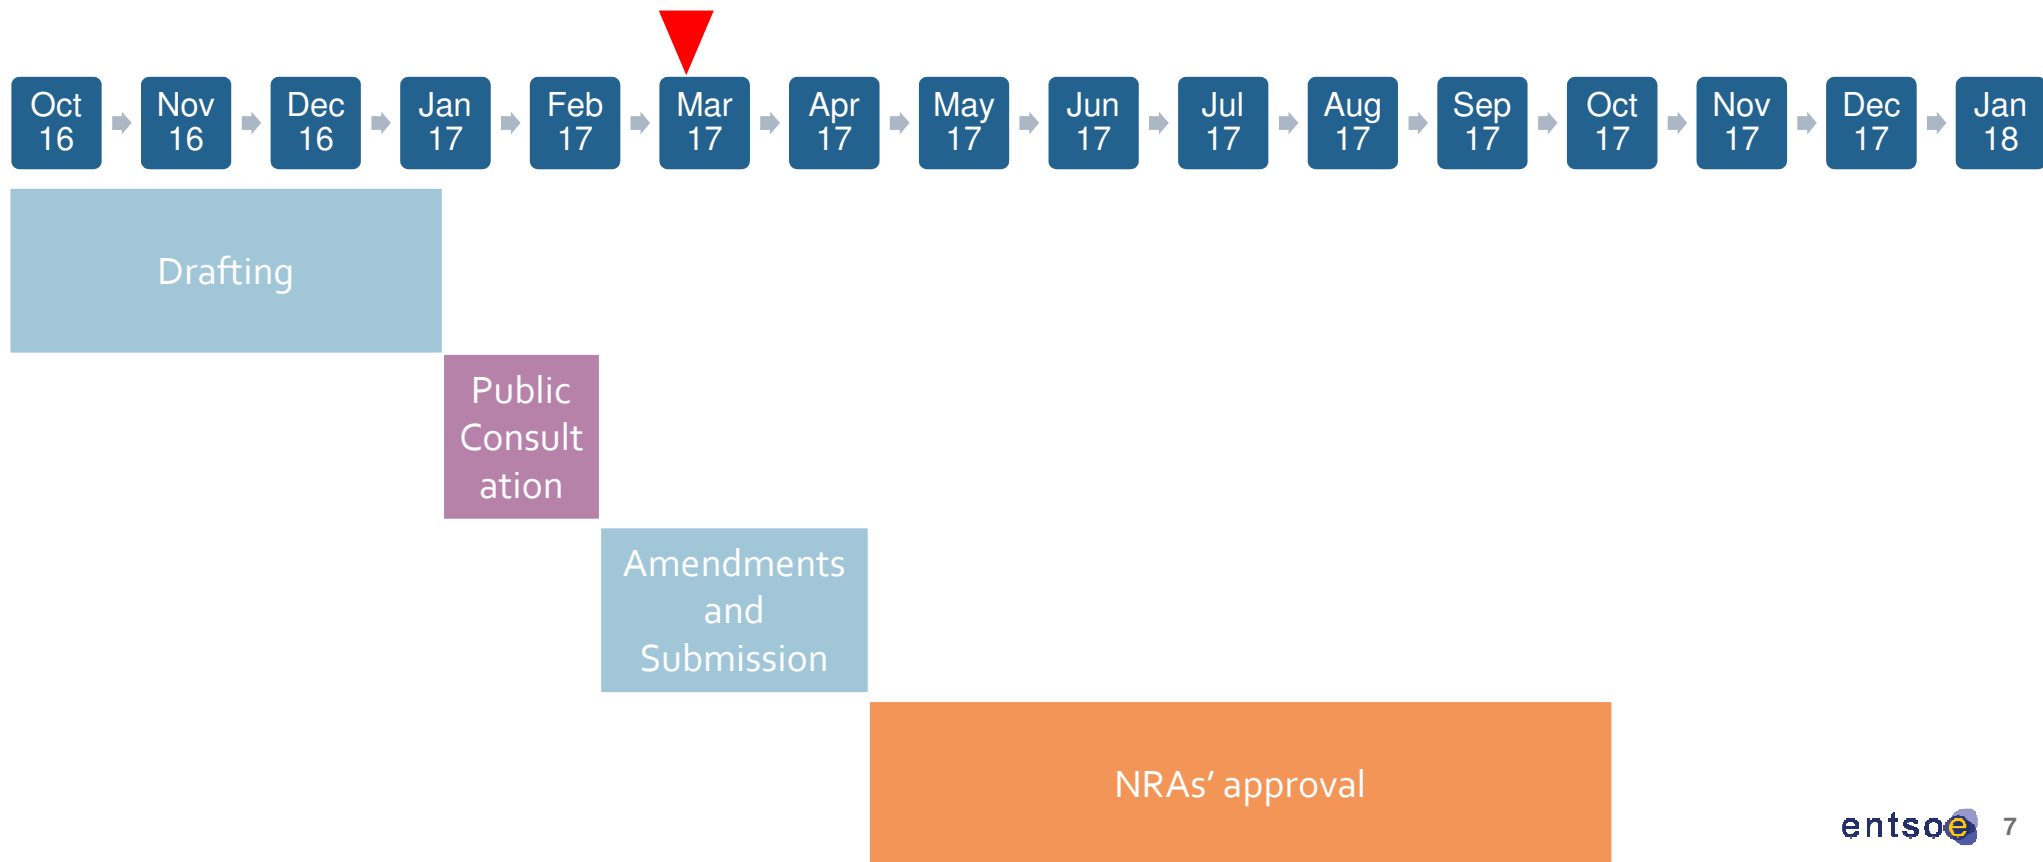 Oct
16
Nov
16
Dec
16
Jan
17
Feb
17
Mar
17
Apr
17
May
17
Jun
17
Jul
17
Aug
17
Sep
17
Oct
17
Nov
17
Dec
17
Jan
18
Drafting
Public
Consult
ation
Amendments
and
Submission
NRAs’ approval
entsoe 7